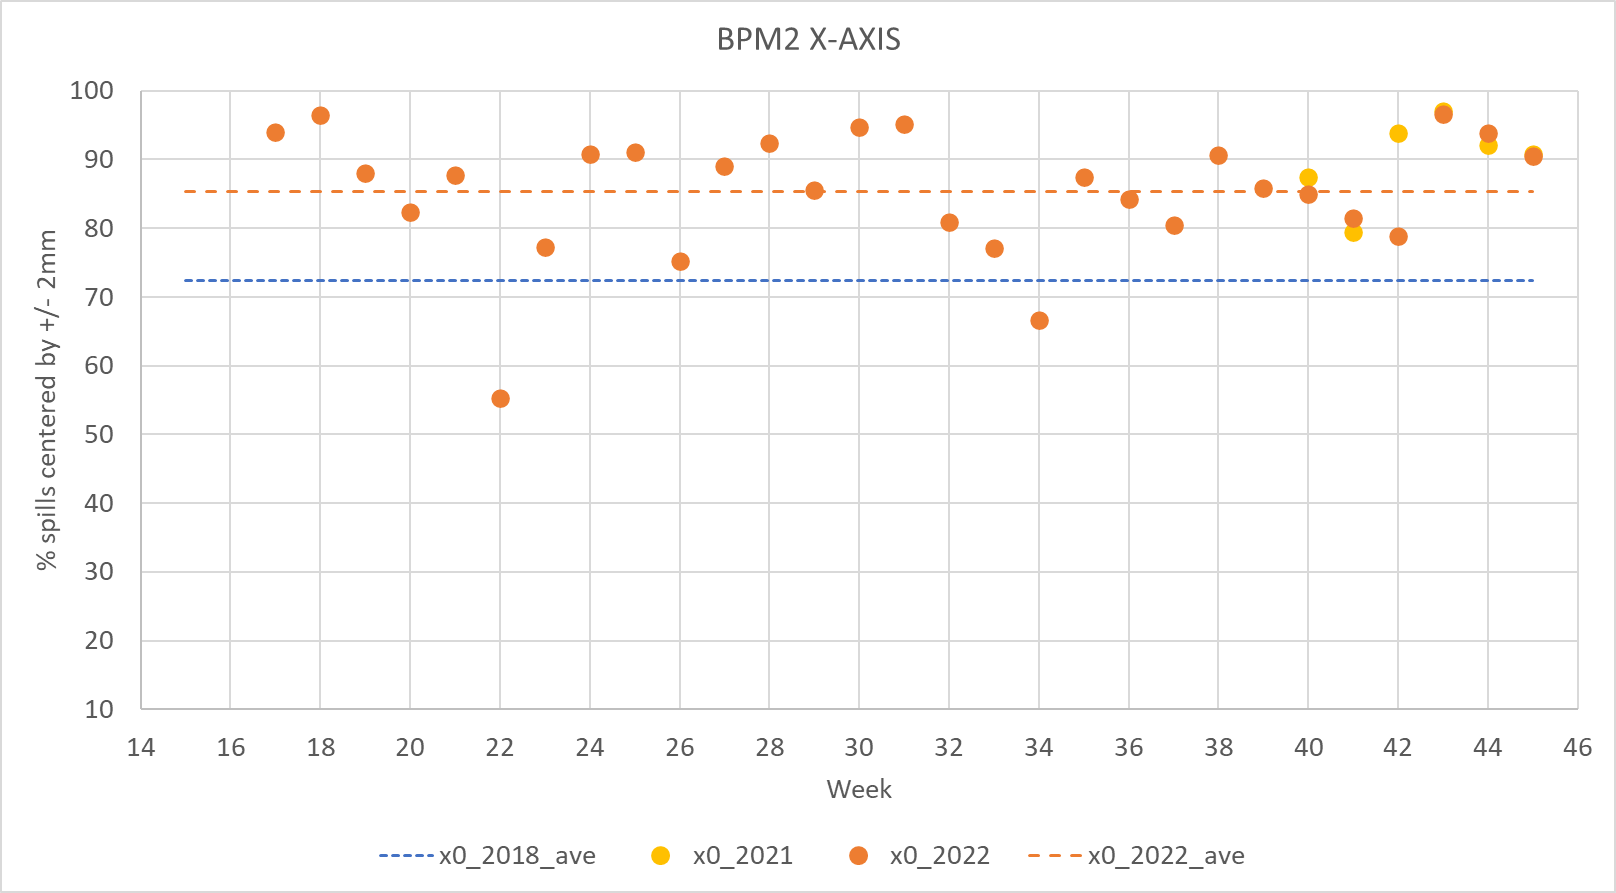 BPM2 X-AXIS
% spills centered by +/- 2mm
100
90
80
70
60
50
40
30
20
10
14 16 18 20 22 24 26 28 30 32 34 36 38 40 42 44 46
Week
x0_2018_ave x0_2021 x0_2022 x0_2022_ave